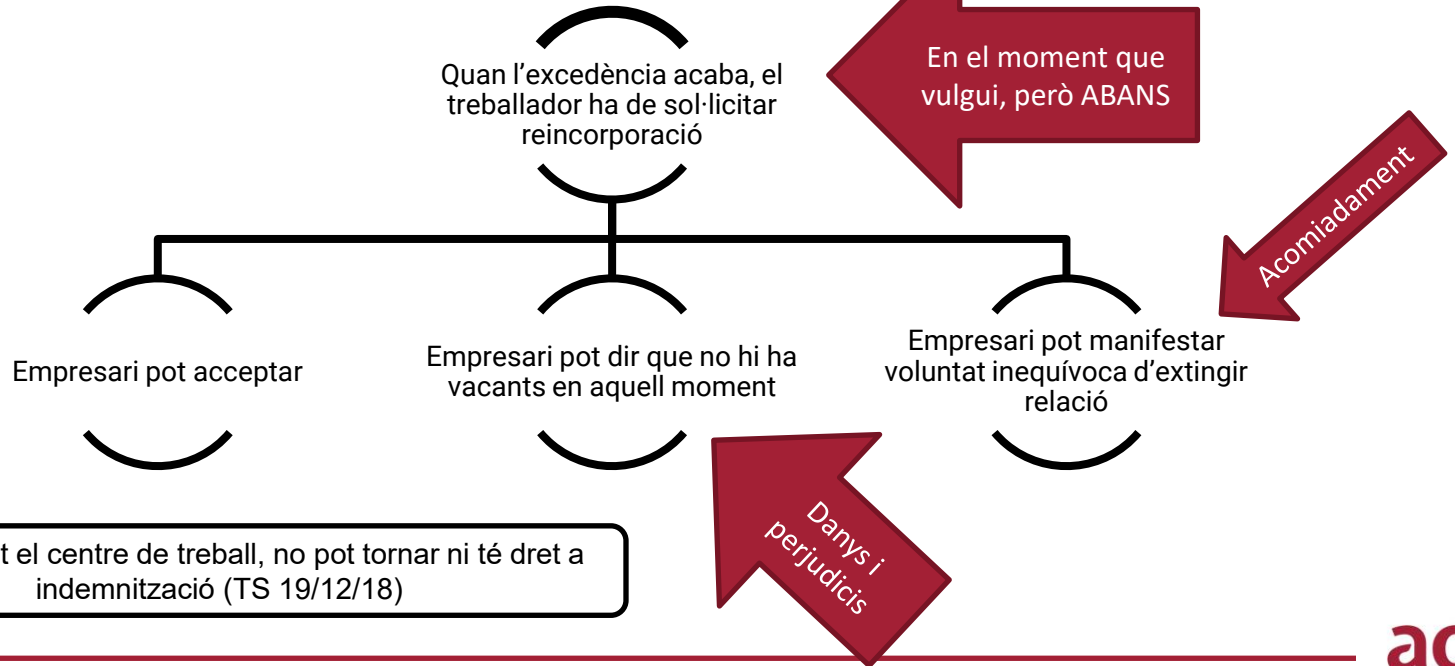 Quan l’excedència acaba, el
treballador ha de sol·licitar
reincorporació
En el moment que
vulgui, però ABANS
Acomiadament
Empresari pot acceptar
Empresari pot dir que no hi ha
vacants en aquell moment
Empresari pot manifestar
voluntat inequívoca d’extingir
relació
Danys i
perjudicis
t el centre de treball, no pot tornar ni té dret a
indemnització (TS 19/12/18)